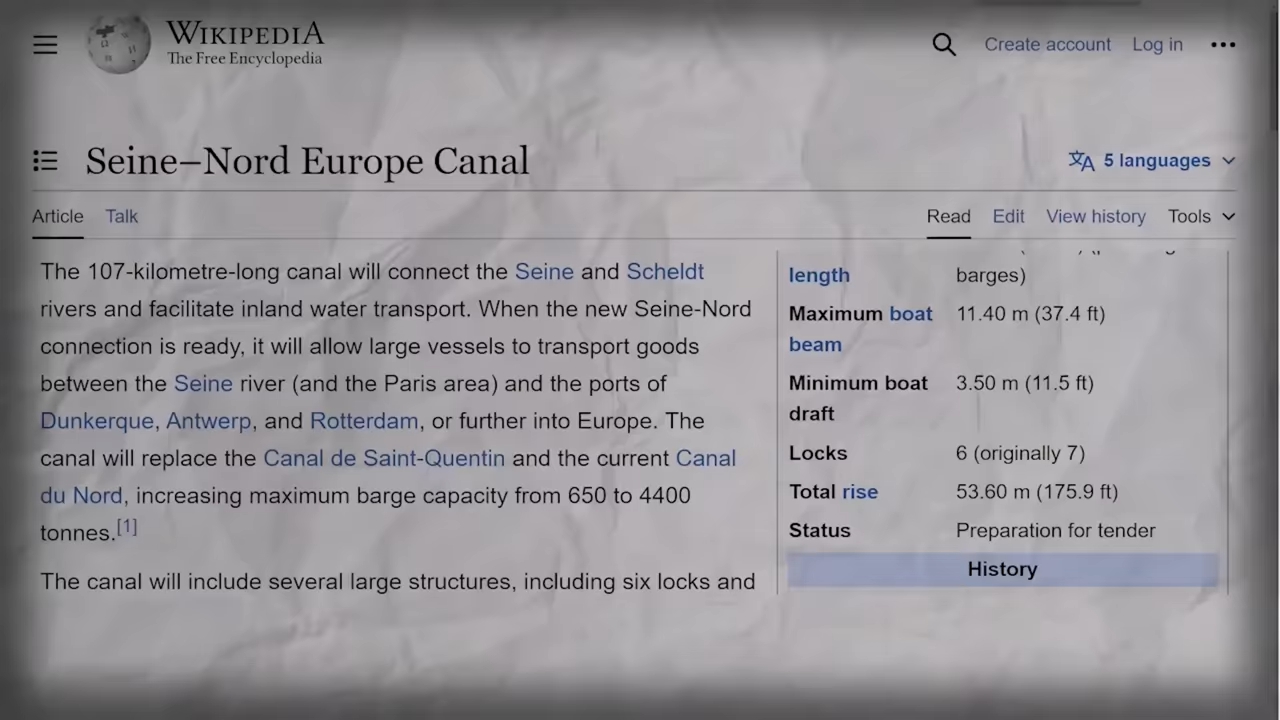 WIKIPEDIA
The Free Encyclopedia
Create account Log in
Seine–Nord Europe Canal
5 languages
Article Talk
Read Edit View history Tools
The 107-kilometre-long canal will connect the Seine and Scheldt
rivers and facilitate inland water transport. When the new Seine-Nord
connection is ready, it will allow large vessels to transport goods
between the Seine river (and the Paris area) and the ports of
Dunkerque, Antwerp, and Rotterdam, or further into Europe. The
canal will replace the Canal de Saint-Quentin and the current Canal
du Nord, increasing maximum barge capacity from 650 to 4400
tonnes.[1]
The canal will include several large structures, including six locks and
length barges)
Maximum boat 11.40 m (37.4 ft)
beam
Minimum boat 3.50 m (11.5 ft)
draft
Locks 6 (originally 7)
Total rise 53.60 m (175.9 ft)
Status Preparation for tender
History